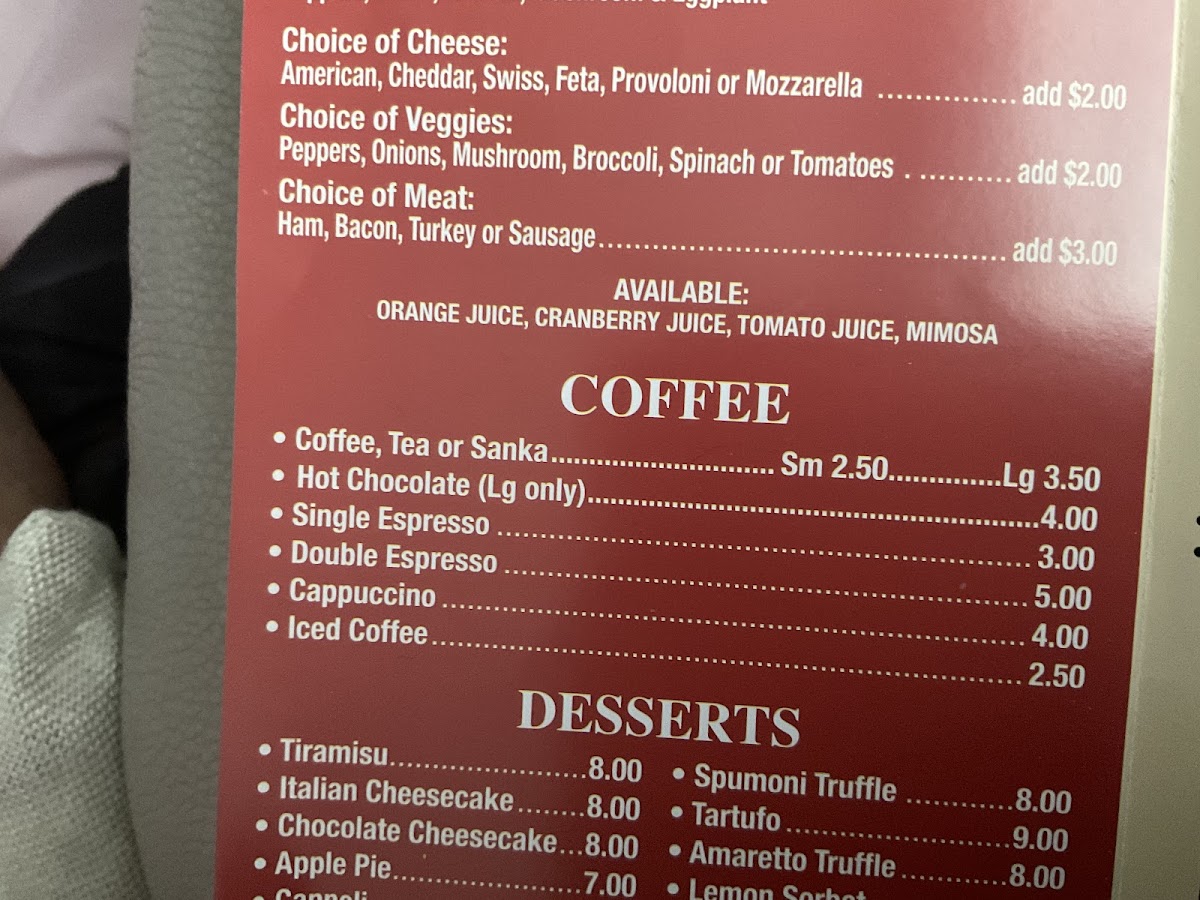 Choice of Cheese:
American, Cheddar, Swiss, Feta, Provoloni or Mozzarella ............... add $2.00
Choice of Veggies:
Peppers, Onions, Mushroom, Broccoli, Spinach or Tomatoes . .......... add $2.00
Choice of Meat:
Ham, Bacon, Turkey or Sausage............................................ add $3.00
AVAILABLE:
ORANGE JUICE, CRANBERRY JUICE, TOMATO JUICE, MIMOSA
COFFEE
• Coffee, Tea or Sanka............................ Sm 2.50..............Lg 3.50
• Hot Chocolate (Lg only).........................................................4.00
• Single Espresso ................................................................ 3.00
• Double Espresso ............................................................... 5.00
• Cappuccino ...................................................................... 4.00
• Iced Coffee....................................................................... 2.50
DESSERTS
• Tiramisu........................8.00
• Italian Cheesecake........8.00
• Chocolate Cheesecake...8.00
• Apple Pie.......................7.00
• Cannoli
• Spumoni Truffle ............8.00
• Tartufo .........................9.00
• Amaretto Truffle............8.00
• Lemon Sorbet